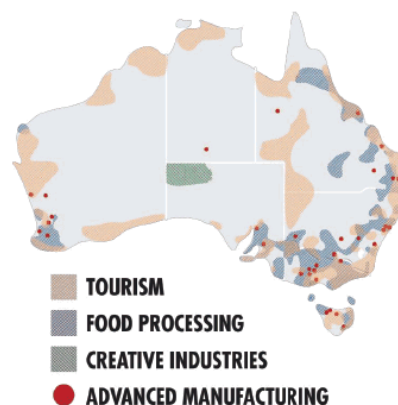 TOURISM
FOOD PROCESSING
CREATIVE INDUSTRIES
ADVANCED MANUFACTURING